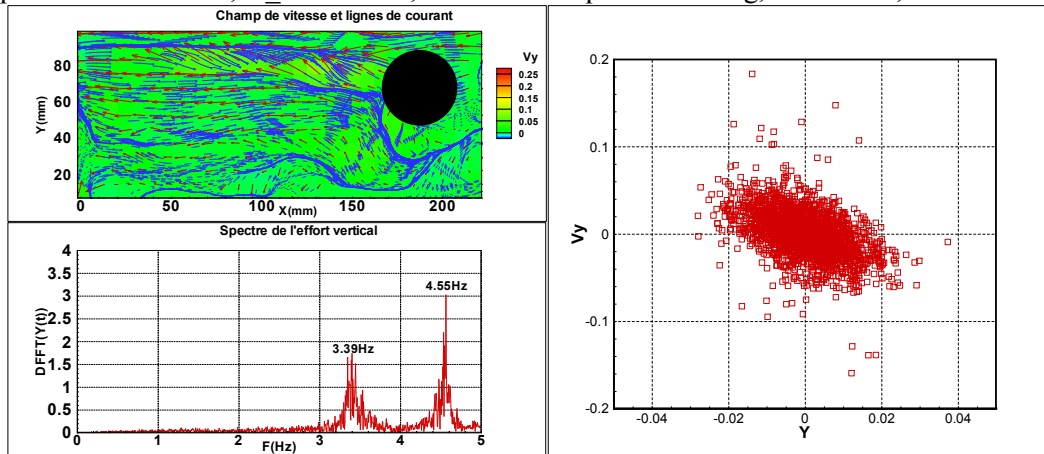 Champ de vitesse et lignes de courant
Vy
0.25
0.2
0.15
0.1
0.05
0
Y(mm)
80
60
40
20
0 50 100 150 200
X(mm)
Spectre de l'effort vertical
DFFT(Y(t))
4
3.5
3
2.5
2
1.5
1
0.5
0
4.55Hz
3.39Hz
0 1 2 3 4 5
F(Hz)
Vy
0.2
0.1
0
-0.1
-0.2
-0.04 -0.02 0 0.02 0.04
Y